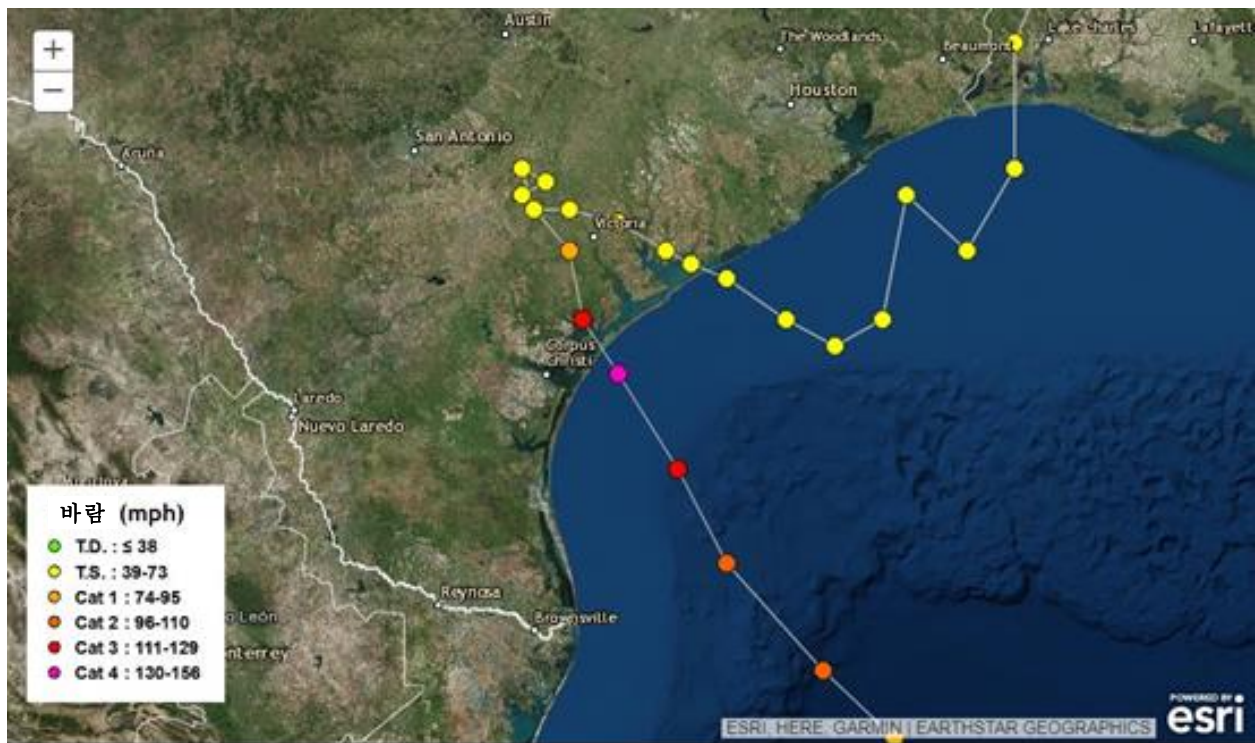 +
Austin
The Woodlands
Beaumont
Lake Charles
Lafayett
−
Houston
San Antonio
Acuña
Victoria
Corpus
Christi
Laredo
Nuevo Laredo
바람 (mph)
T.D. : ≤ 38
T.S. : 39-73
Cat 1 : 74-95
Cat 2 : 96-110
Cat 3 : 111-129
Cat 4 : 130-156
Reynosa
Brownsville
o León
nterrey
ESRI, HERE, GARMIN | EARTHSTAR GEOGRAPHICS
POWERED BY
esri